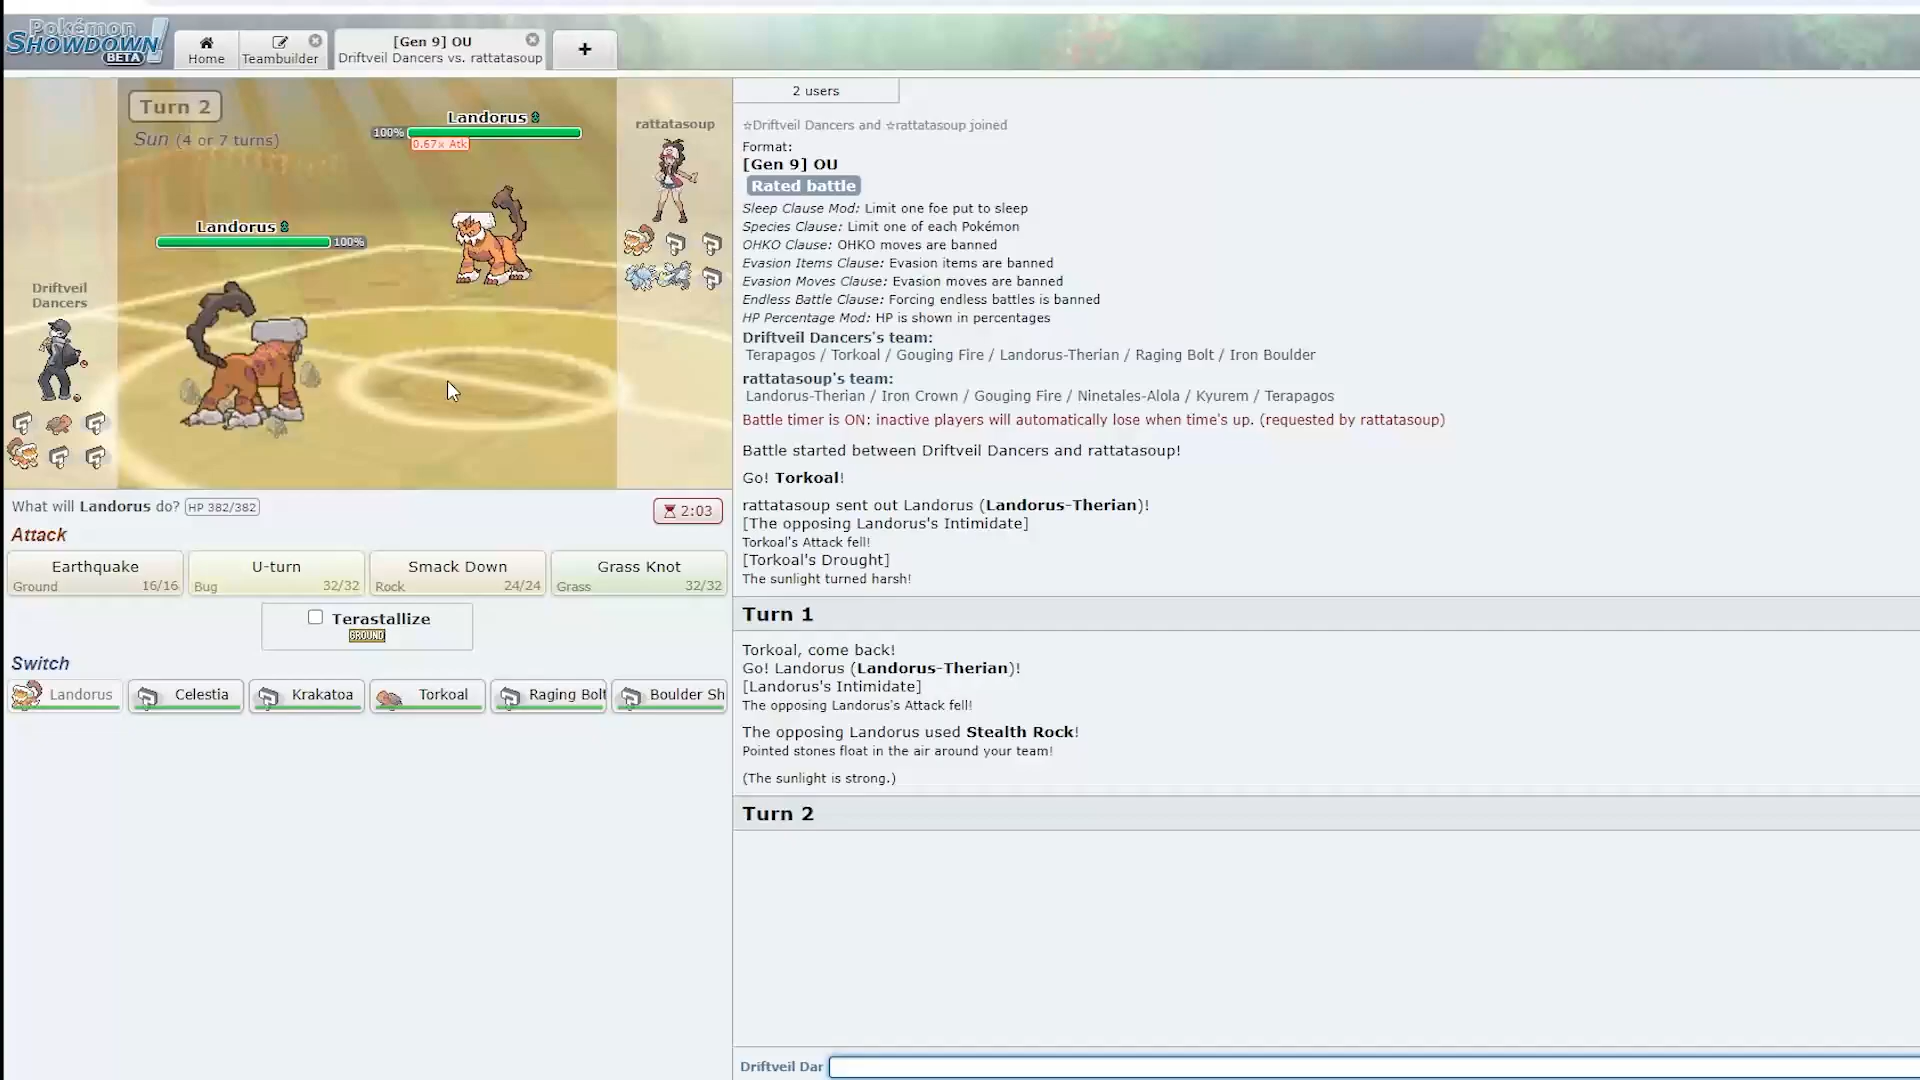 Pokémon
SHOWDOWN!
BETA
Home
Teambuilder
[Gen 9] OU
Driftveil Dancers vs. rattatasoup
+
Turn 2
Sun (4 or 7 turns)
Landorus
100%
0.67x Atk
Landorus
100%
rattatasoup
Driftveil
Dancers
What will Landorus do? HP 382/382
2:03
Attack
Earthquake
Ground 16/16
U-turn
Bug 32/32
Smack Down
Rock 24/24
Grass Knot
Grass 32/32
Terastallize
GROUND
Switch
Landorus
Celestia
Krakatoa
Torkoal
Raging Bolt
Boulder Sh
2 users
☆Driftveil Dancers and ☆rattatasoup joined
Format:
[Gen 9] OU
Rated battle
Sleep Clause Mod: Limit one foe put to sleep
Species Clause: Limit one of each Pokémon
OHKO Clause: OHKO moves are banned
Evasion Items Clause: Evasion items are banned
Evasion Moves Clause: Evasion moves are banned
Endless Battle Clause: Forcing endless battles is banned
HP Percentage Mod: HP is shown in percentages
Driftveil Dancers's team:
Terapagos / Torkoal / Gouging Fire / Landorus-Therian / Raging Bolt / Iron Boulder
rattatasoup's team:
Landorus-Therian / Iron Crown / Gouging Fire / Ninetales-Alola / Kyurem / Terapagos
Battle timer is ON: inactive players will automatically lose when time's up. (requested by rattatasoup)
Battle started between Driftveil Dancers and rattatasoup!
Go! Torkoal!
rattatasoup sent out Landorus (Landorus-Therian)!
[The opposing Landorus's Intimidate]
Torkoal's Attack fell!
[Torkoal's Drought]
The sunlight turned harsh!
Turn 1
Torkoal, come back!
Go! Landorus (Landorus-Therian)!
[Landorus's Intimidate]
The opposing Landorus's Attack fell!
The opposing Landorus used Stealth Rock!
Pointed stones float in the air around your team!
(The sunlight is strong.)
Turn 2
Driftveil Dar